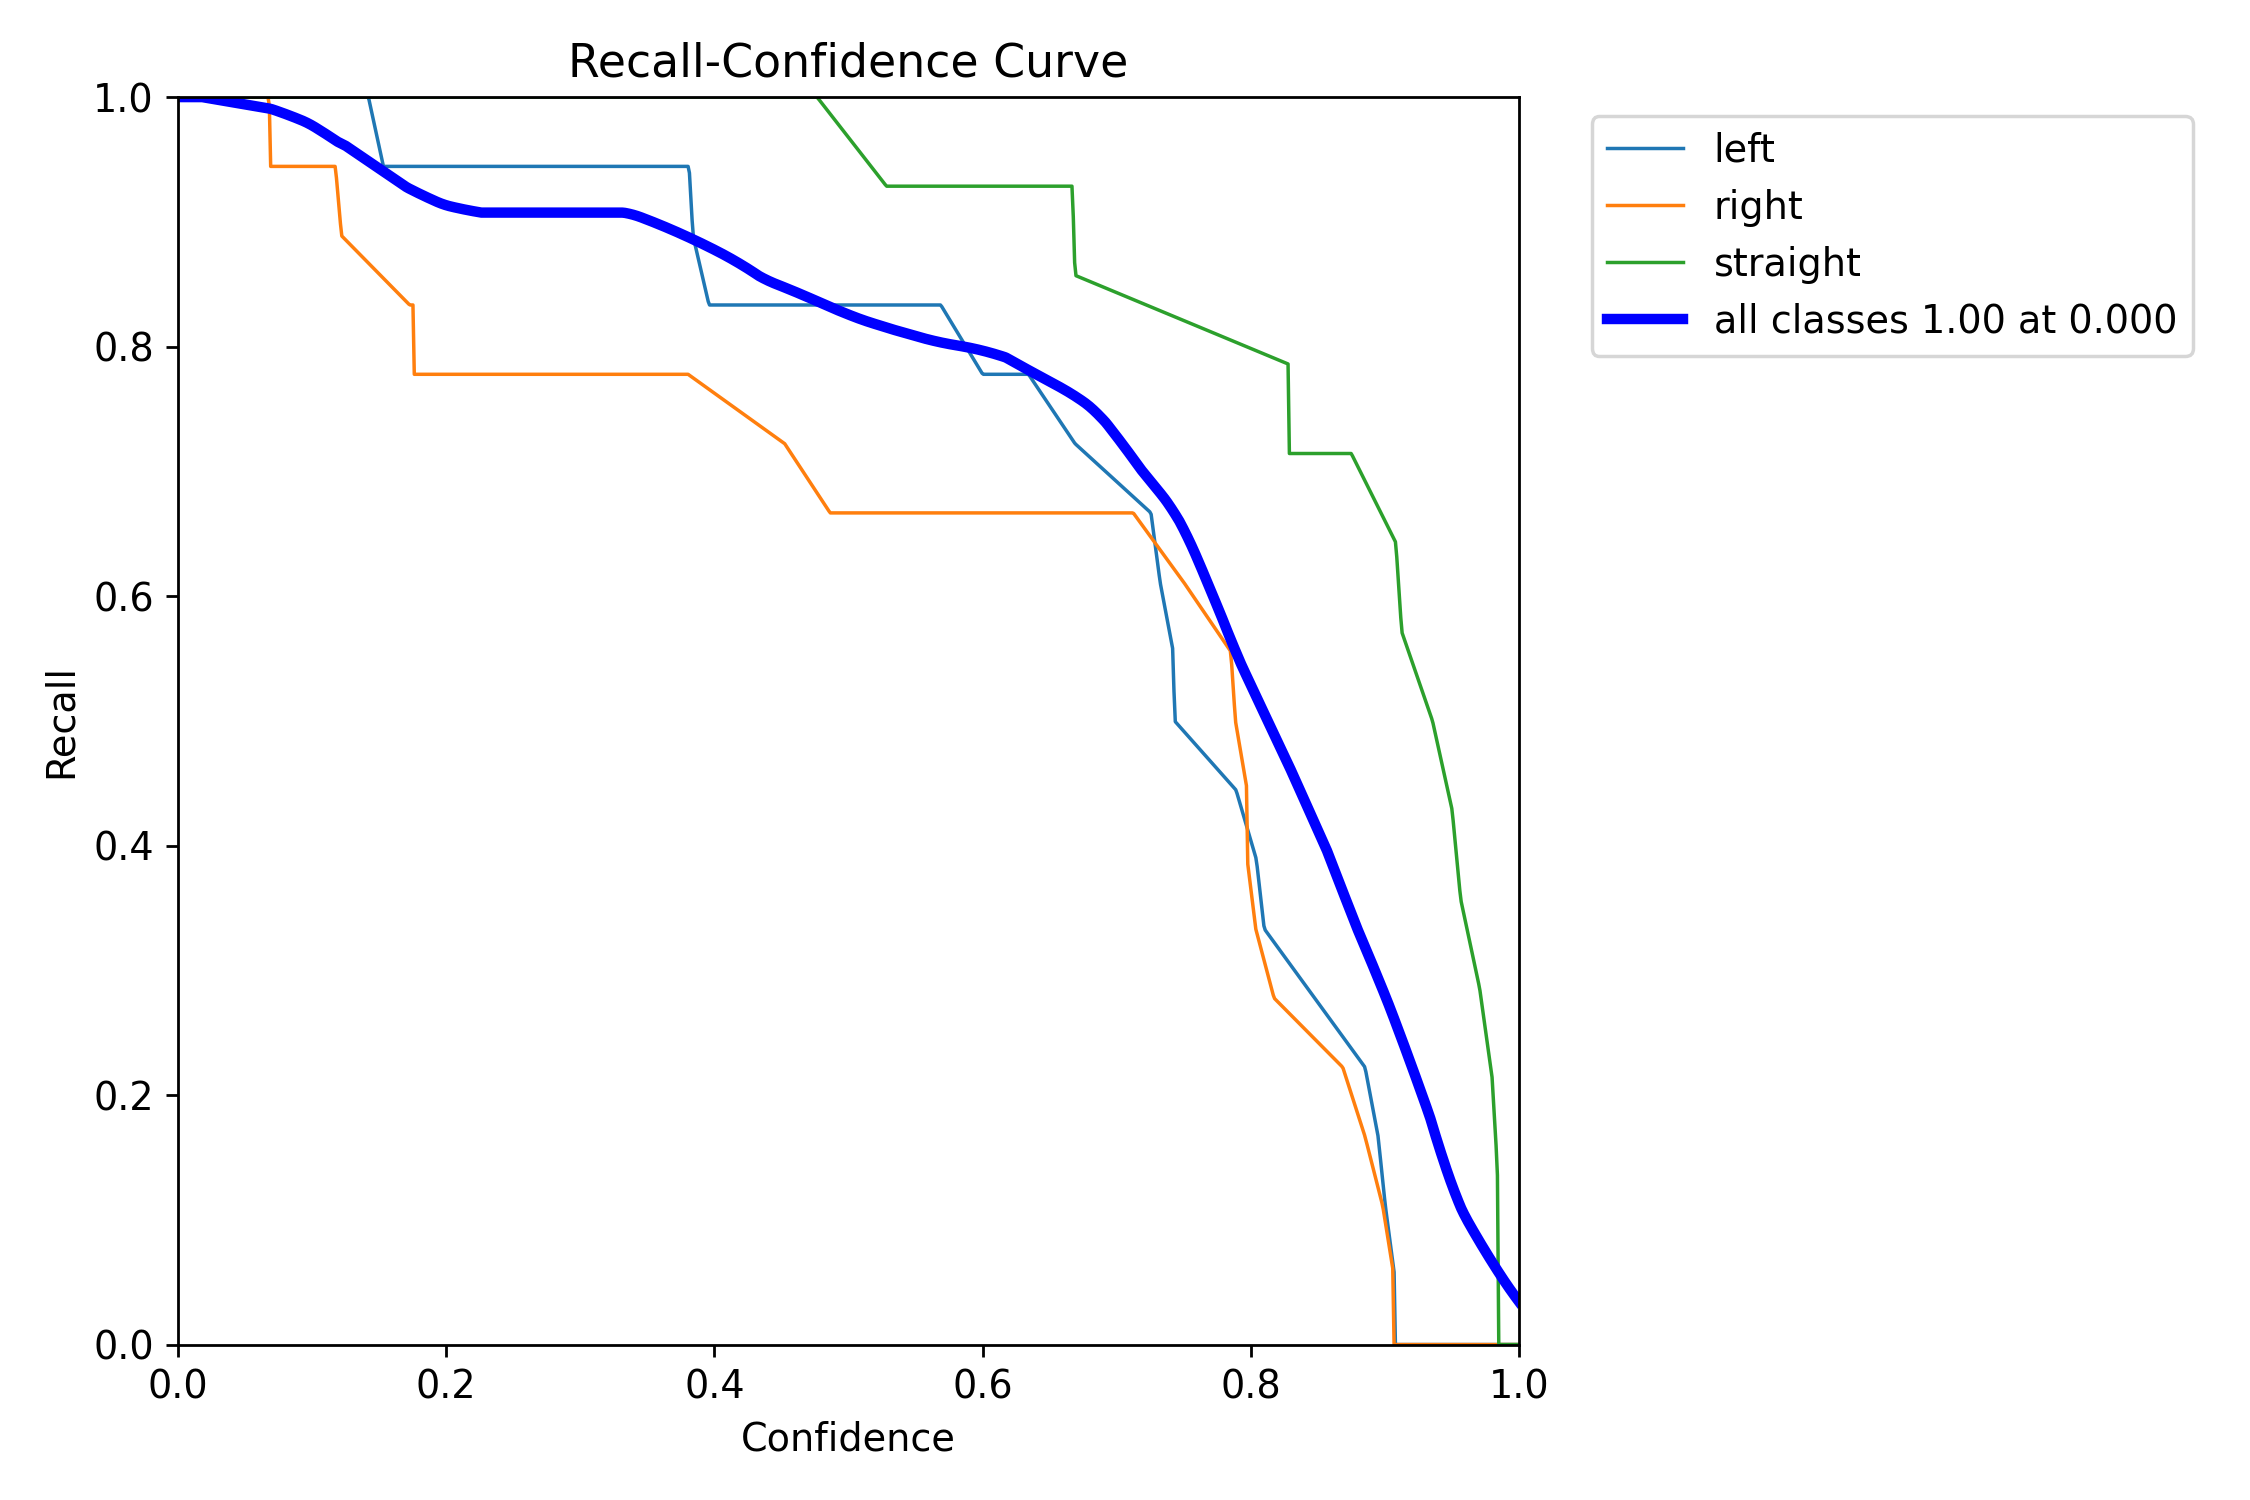 Recall-Confidence Curve
1.0
0.8
0.6
0.4
0.2
0.0
Recall
0.0 0.2 0.4 0.6 0.8 1.0
Confidence
left
right
straight
all classes 1.00 at 0.000